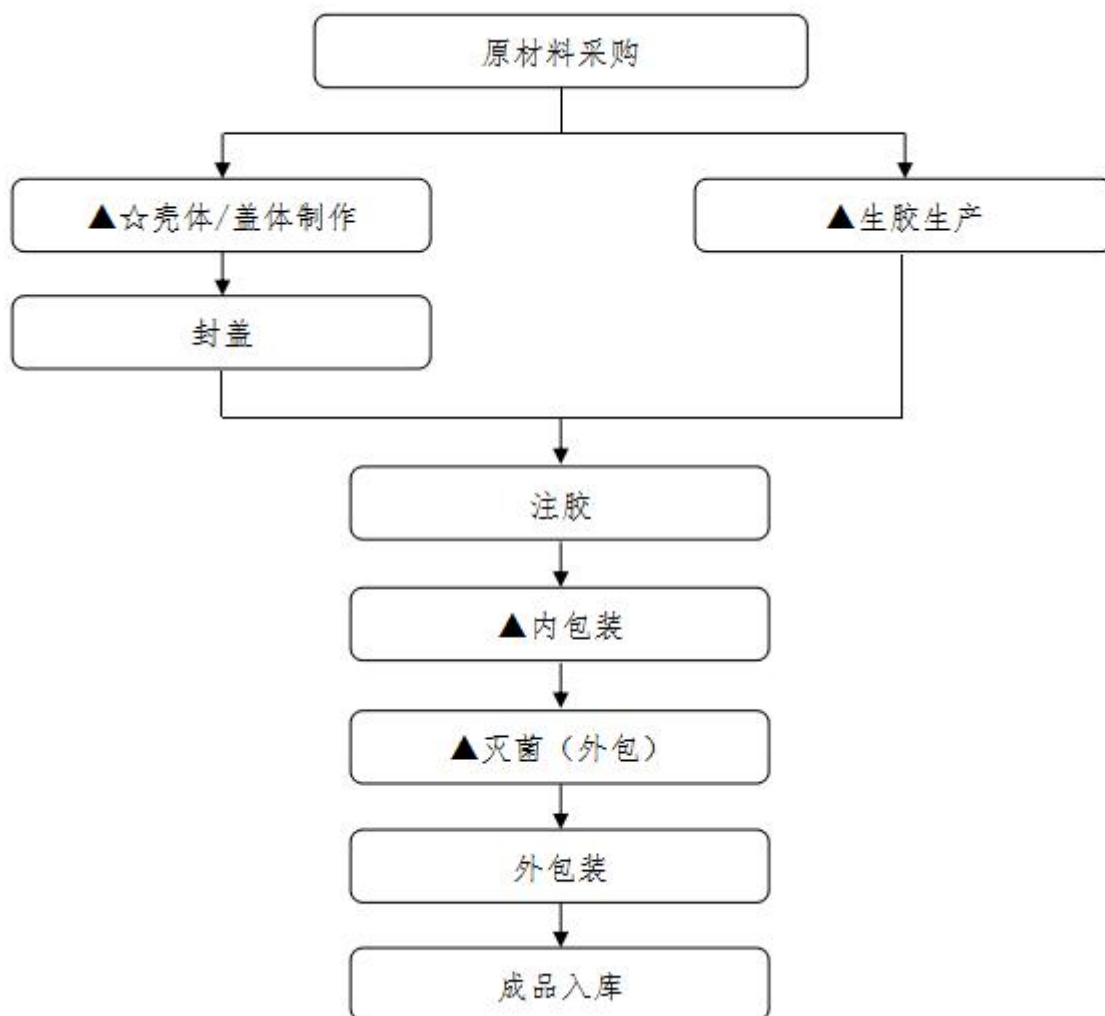 原材料采购
▲☆壳体/盖体制作
▲生胶生产
封盖
注胶
▲内包装
▲灭菌（外包）
外包装
成品入库